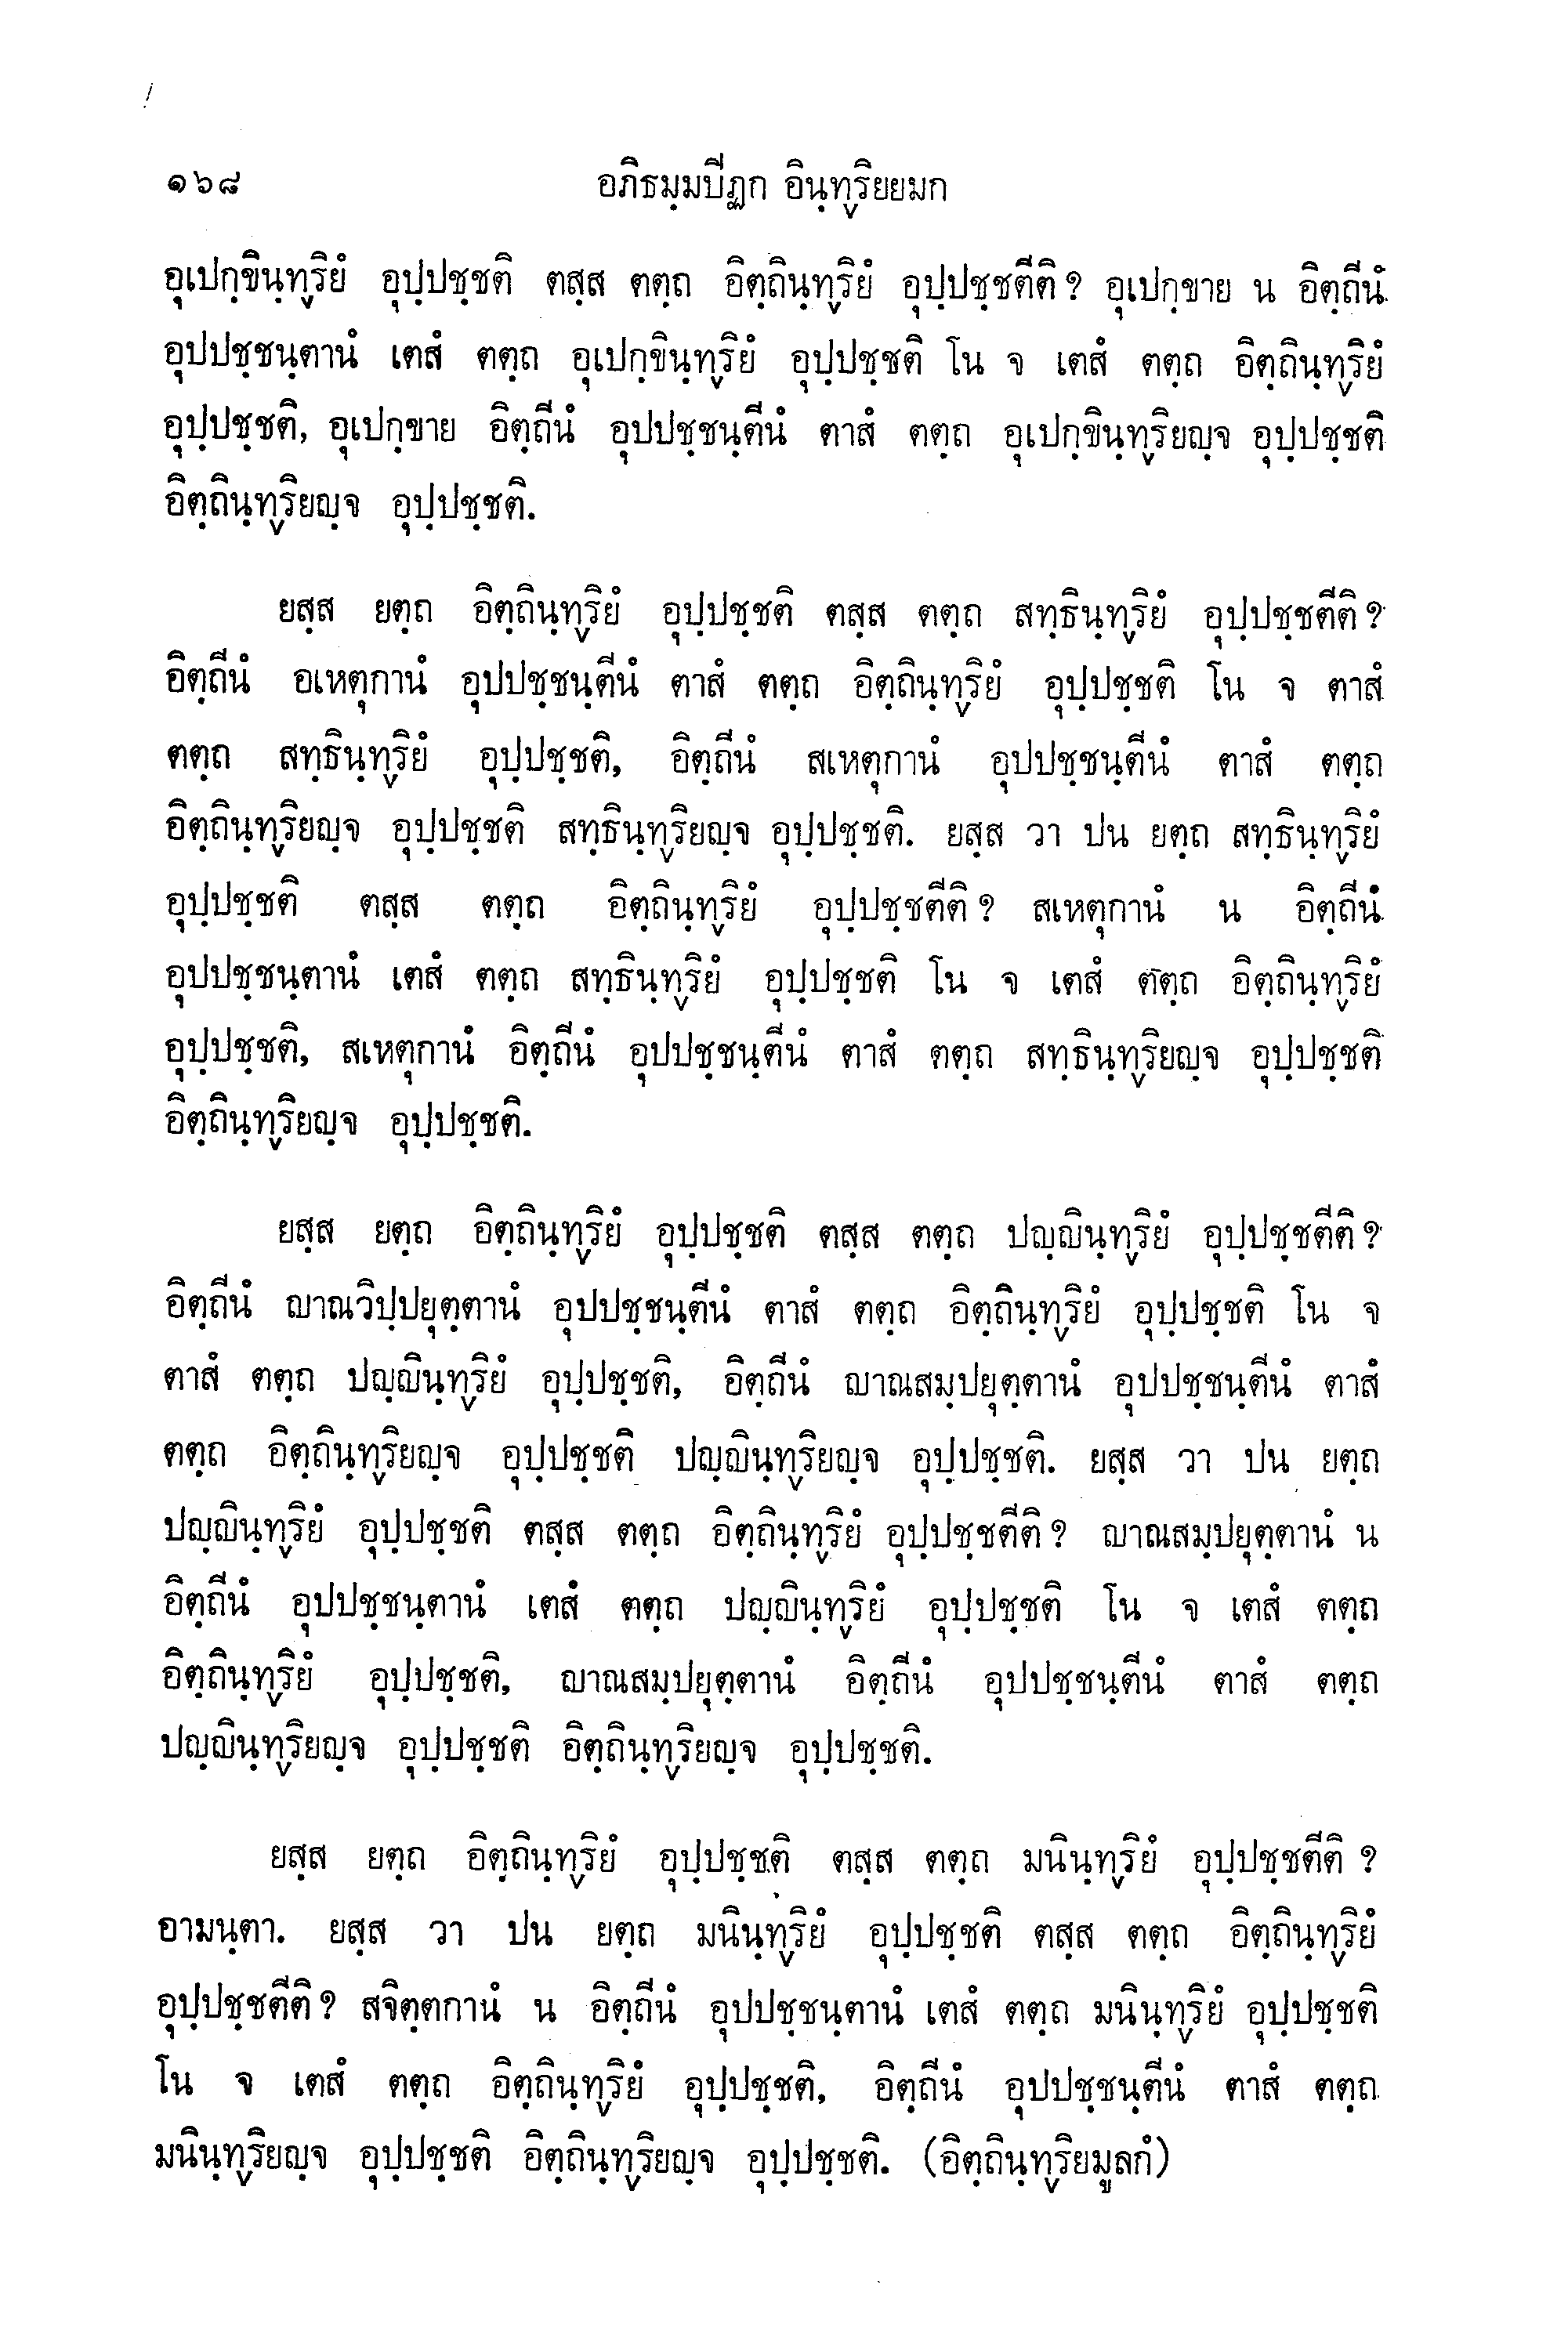 ๑๖๘ อภิธมฺมปีฏก อินฺทฺริยยมก
อุเปกฺขินฺทฺริยํ อุปฺปชฺชติ ตสฺส ตตฺถ อิตฺถินฺทฺริยํ อุปฺปชฺชตีติ ? อุเปกฺขาย น อิตฺถีนํ
อุปปชฺชนฺตานํ เตสํ ตตฺถ อุเปกฺขินฺทฺริยํ อุปฺปชฺชติ โน จ เตสํ ตตฺถ อิตฺถินฺทฺริยํ
อุปฺปชฺชติ, อุเปกฺขาย อิตฺถีนํ อุปปชฺชนฺตีนํ ตาสํ ตตฺถ อุเปกฺขินฺทฺริยญฺจ อุปฺปชฺชติ
อิตฺถินฺทฺริยญฺจ อุปฺปชฺชติ.
ยสฺส ยตฺถ อิตฺถินฺทฺริยํ อุปฺปชฺชติ ตสฺส ตตฺถ สทฺธินฺทฺริยํ อุปฺปชฺชตีติ ?
อิตฺถีนํ อเหตุกานํ อุปปชฺชนฺตีนํ ตาสํ ตตฺถ อิตฺถินฺทฺริยํ อุปฺปชฺชติ โน จ ตาสํ
ตตฺถ สทฺธินฺทฺริยํ อุปฺปชฺชติ, อิตฺถีนํ สเหตุกานํ อุปปชฺชนฺตีนํ ตาสํ ตตฺถ
อิตฺถินฺทฺริยญฺจ อุปฺปชฺชติ สทฺธินฺทฺริยญฺจ อุปฺปชฺชติ. ยสฺส วา ปน ยตฺถ สทฺธินฺทฺริยํ
อุปฺปชฺชติ ตสฺส ตตฺถ อิตฺถินฺทฺริยํ อุปฺปชฺชตีติ ? สเหตุกานํ น อิตฺถีนํ
อุปปชฺชนฺตานํ เตสํ ตตฺถ สทฺธินฺทฺริยํ อุปฺปชฺชติ โน จ เตสํ ตตฺถ อิตฺถินฺทฺริยํ
อุปฺปชฺชติ, สเหตุกานํ อิตฺถีนํ อุปปชฺชนฺตีนํ ตาสํ ตตฺถ สทฺธินฺทฺริยญฺจ อุปฺปชฺชติ
อิตฺถินฺทฺริยญฺจ อุปฺปชฺชติ.
ยสฺส ยตฺถ อิตฺถินฺทฺริยํ อุปฺปชฺชติ ตสฺส ตตฺถ ปญฺญินฺทฺริยํ อุปฺปชฺชตีติ ?
อิตฺถีนํ ญาณวิปฺปยุตฺตานํ อุปปชฺชนฺตีนํ ตาสํ ตตฺถ อิตฺถินฺทฺริยํ อุปฺปชฺชติ โน จ
ตาสํ ตตฺถ ปญฺญินฺทฺริยํ อุปฺปชฺชติ, อิตฺถีนํ ญาณสมฺปยุตฺตานํ อุปปชฺชนฺตีนํ ตาสํ
ตตฺถ อิตฺถินฺทฺริยญฺจ อุปฺปชฺชติ ปญฺญินฺทฺริยญฺจ อุปฺปชฺชติ. ยสฺส วา ปน ยตฺถ
ปญฺญินฺทฺริยํ อุปฺปชฺชติ ตสฺส ตตฺถ อิตฺถินฺทฺริยํ อุปฺปชฺชตีติ ? ญาณสมฺปยุตฺตานํ น
อิตฺถีนํ อุปปชฺชนฺตานํ เตสํ ตตฺถ ปญฺญินฺทฺริยํ อุปฺปชฺชติ โน จ เตสํ ตตฺถ
อิตฺถินฺทฺริยํ อุปฺปชฺชติ, ญาณสมฺปยุตฺตานํ อิตฺถีนํ อุปปชฺชนฺตีนํ ตาสํ ตตฺถ
ปญฺญินฺทฺริยญฺจ อุปฺปชฺชติ อิตฺถินฺทฺริยญฺจ อุปฺปชฺชติ.
ยสฺส ยตฺถ อิตฺถินฺทฺริยํ อุปฺปชฺชติ ตสฺส ตตฺถ มนินฺทฺริยํ อุปฺปชฺชตีติ ?
อามนฺตา. ยสฺส วา ปน ยตฺถ มนินฺทฺริยํ อุปฺปชฺชติ ตสฺส ตตฺถ อิตฺถินฺทฺริยํ
อุปฺปชฺชตีติ ? สจิตฺตกานํ น อิตฺถีนํ อุปปชฺชนฺตานํ เตสํ ตตฺถ มนินฺทฺริยํ อุปฺปชฺชติ
โน จ เตสํ ตตฺถ อิตฺถินฺทฺริยํ อุปฺปชฺชติ, อิตฺถีนํ อุปปชฺชนฺตีนํ ตาสํ ตตฺถ
มนินฺทฺริยญฺจ อุปฺปชฺชติ อิตฺถินฺทฺริยญฺจ อุปฺปชฺชติ. (อิตฺถินฺทฺริยมูลกํ)